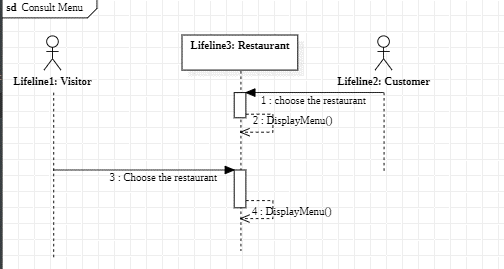 sd Consult Menu
Lifeline3: Restaurant
Lifeline1: Visitor
Lifeline2: Customer
1 : choose the restaurant
2 : DisplayMenu()
3 : Choose the restaurant
4 : DisplayMenu()